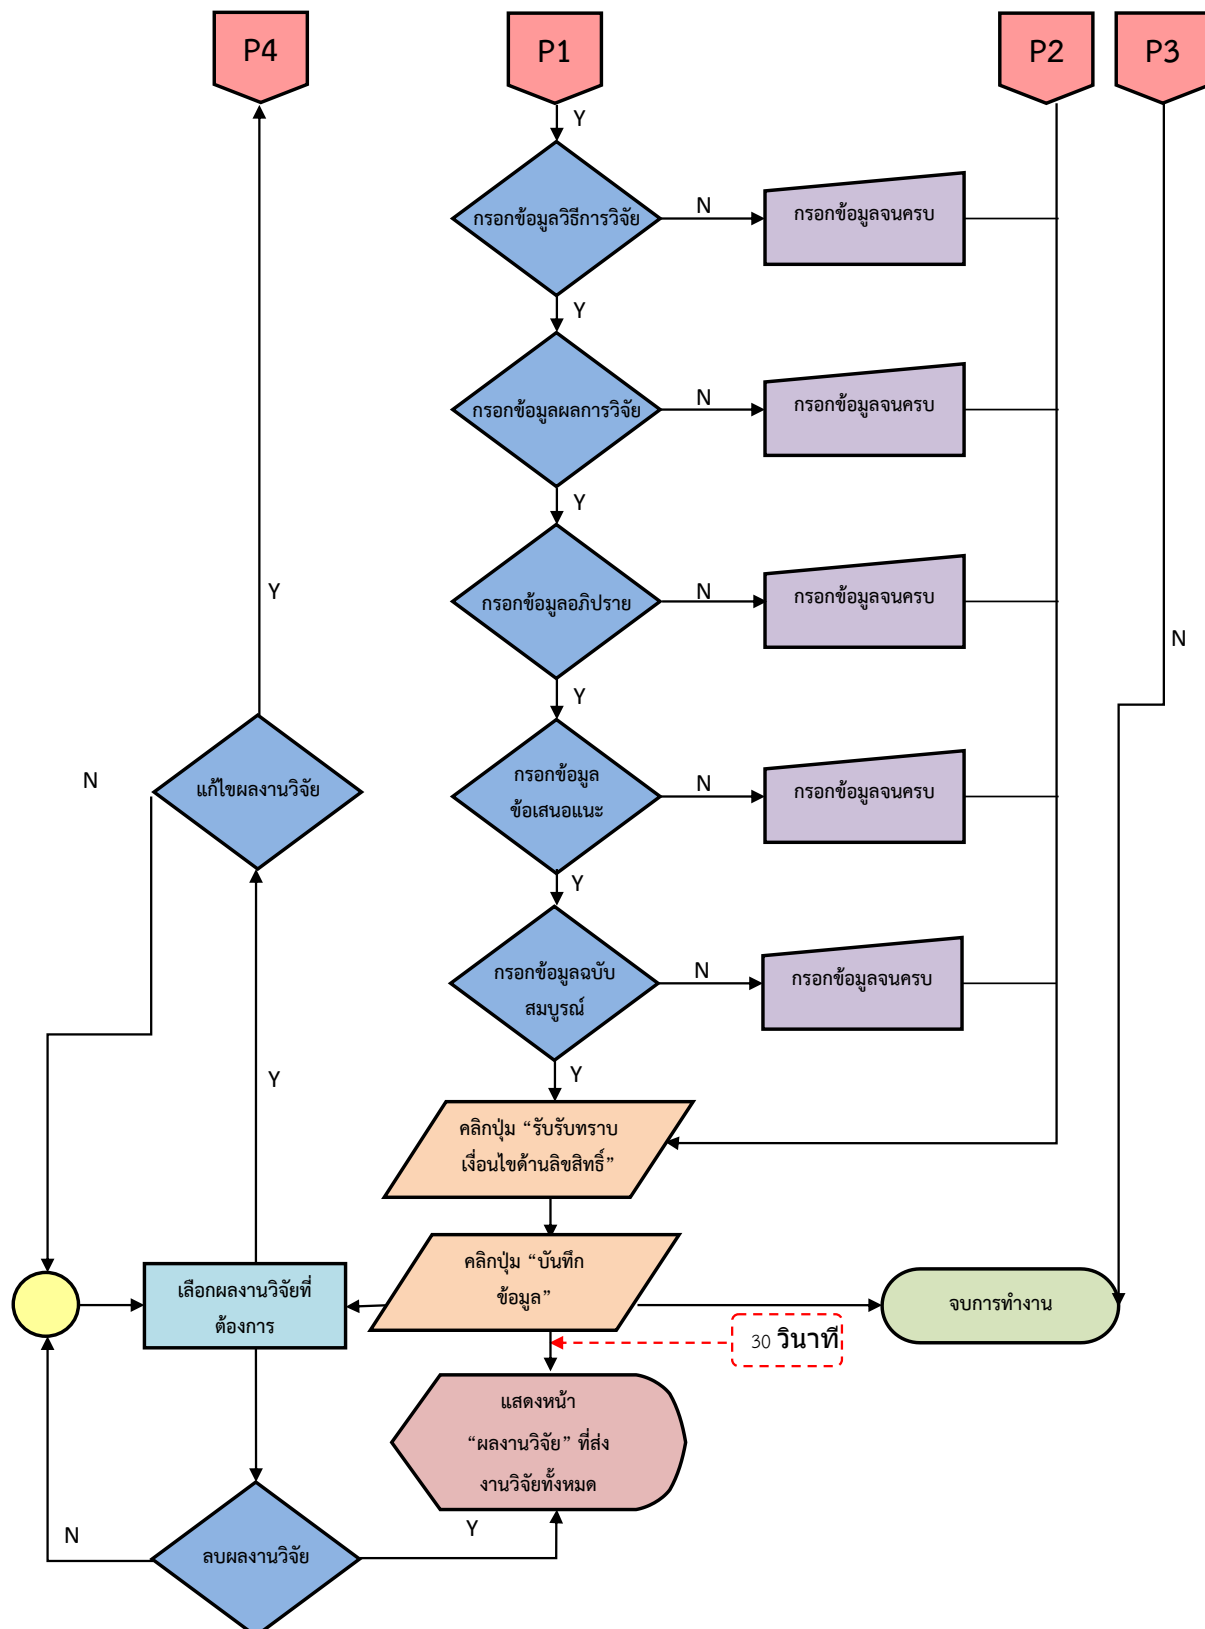 P4
P1
P2
P3
Y
กรอกข้อมูลวิธีการวิจัย
N
กรอกข้อมูลจนครบ
Y
กรอกข้อมูลผลการวิจัย
N
กรอกข้อมูลจนครบ
Y
กรอกข้อมูลอภิปราย
N
กรอกข้อมูลจนครบ
Y
N
Y
แก้ไขผลงานวิจัย
N
กรอกข้อมูล
ข้อเสนอแนะ
N
กรอกข้อมูลจนครบ
Y
กรอกข้อมูลฉบับ
สมบูรณ์
N
กรอกข้อมูลจนครบ
Y
Y
คลิกปุ่ม “รับรับทราบ
เงื่อนไขด้านลิขสิทธิ์”
คลิกปุ่ม “บันทึก
ข้อมูล”
เลือกผลงานวิจัยที่
ต้องการ
จบการทำงาน
30 วินาที
แสดงหน้า
“ผลงานวิจัย” ที่ส่ง
งานวิจัยทั้งหมด
N
ลบผลงานวิจัย
Y